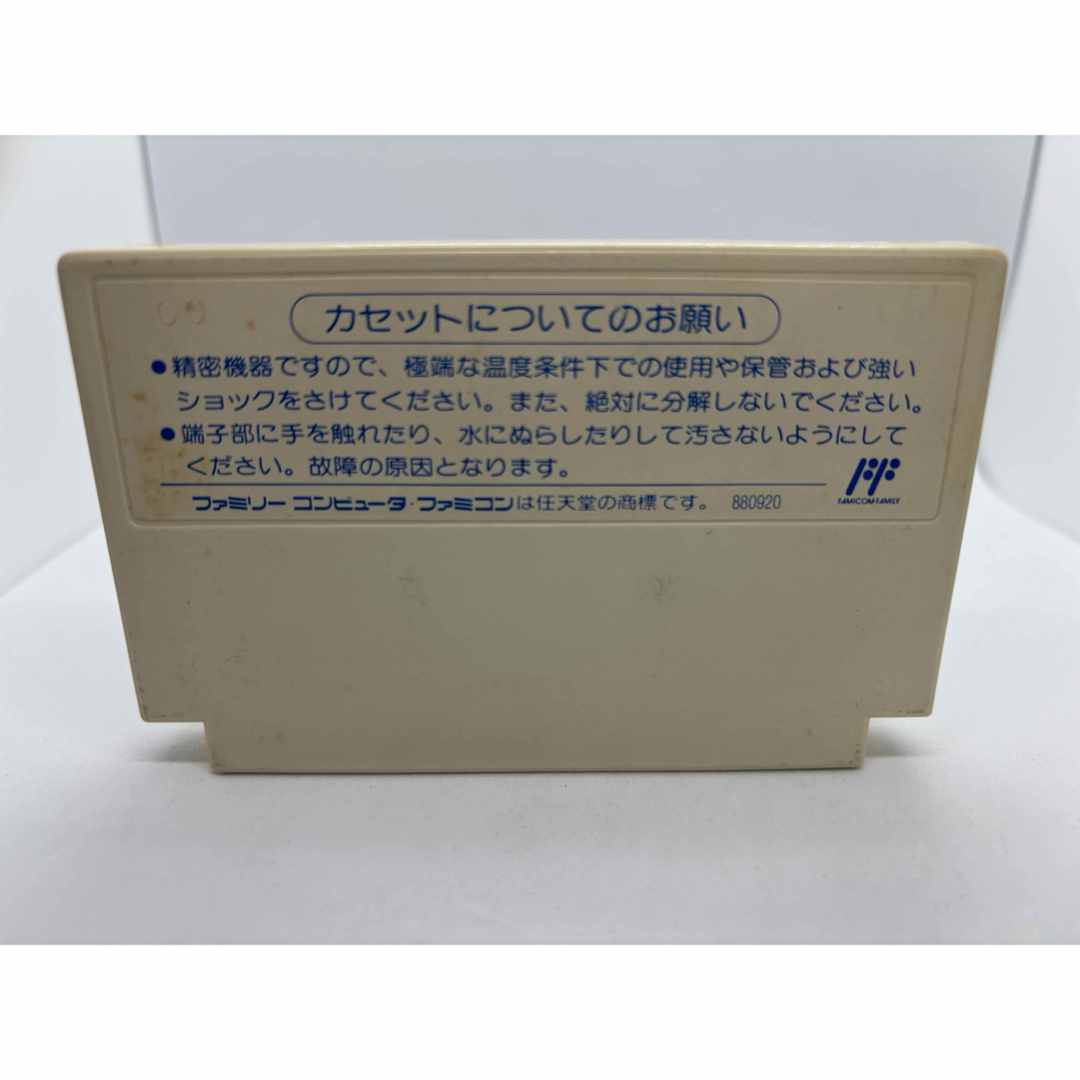 カセットについてのお願い
●精密機器ですので、極端な温度条件下での使用や保管および強い
ショックをさけてください。また、絶対に分解しないでください。
●端子部に手を触れたり、水にぬらしたりして汚さないようにして
ください。故障の原因となります。
ファミリーコンピュータ・ファミコンは任天堂の商標です。 880920
FAMICOM FAMILY